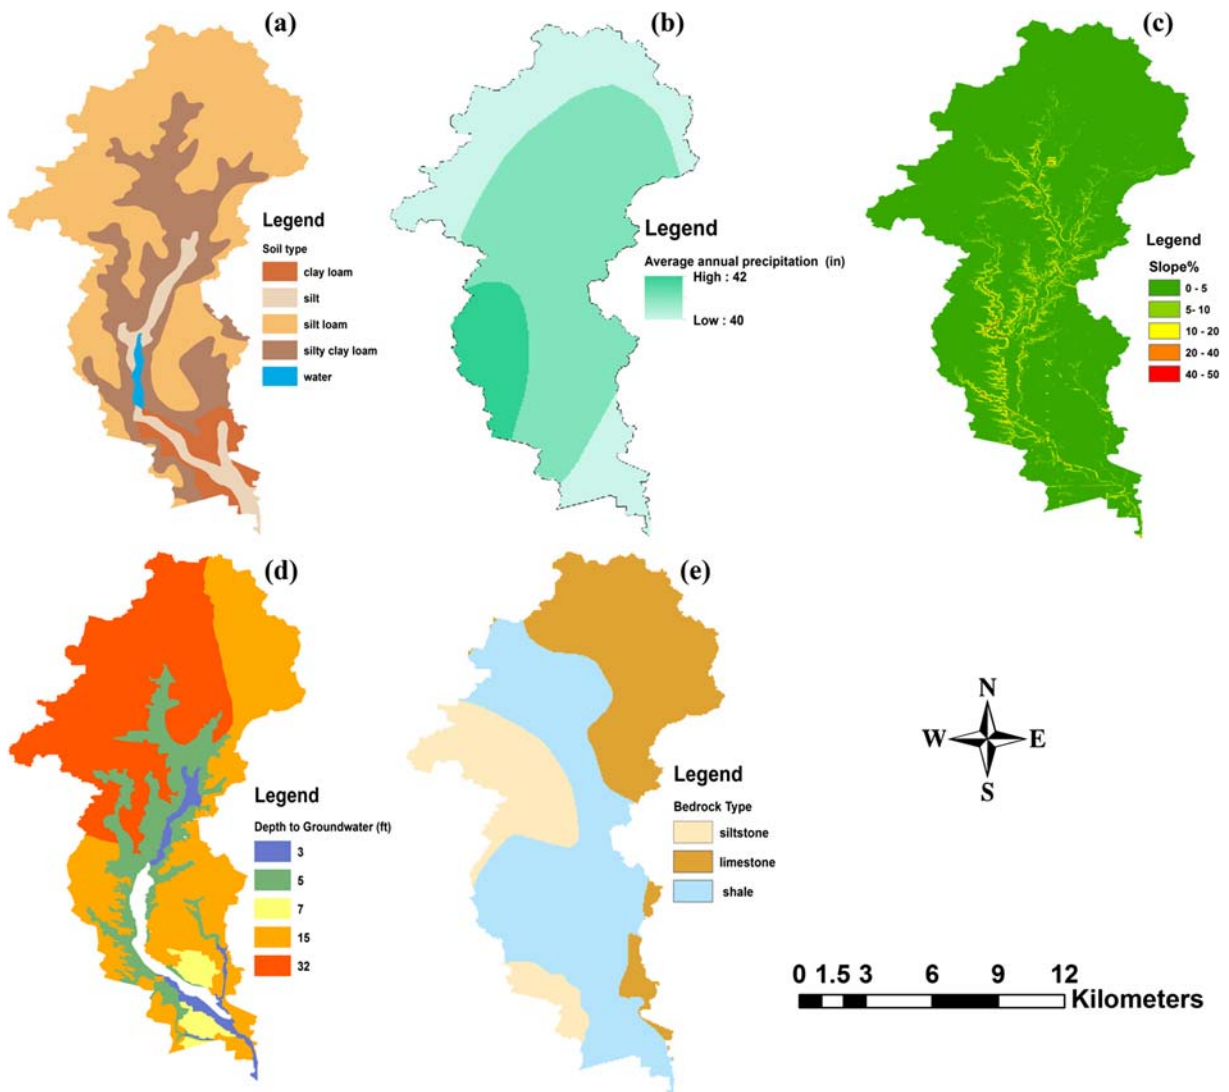 (a)
Legend
Soil type
clay loam
silt
silt loam
silty clay loam
water
(b)
Legend
Average annual precipitation (in)
High : 42
Low : 40
(c)
Legend
Slope%
0 - 5
5- 10
10 - 20
20 - 40
40 - 50
(d)
Legend
Depth to Groundwater (ft)
3
5
7
15
32
(e)
Legend
Bedrock Type
siltstone
limestone
shale
N
W E
S
0 1.5 3 6 9 12
Kilometers